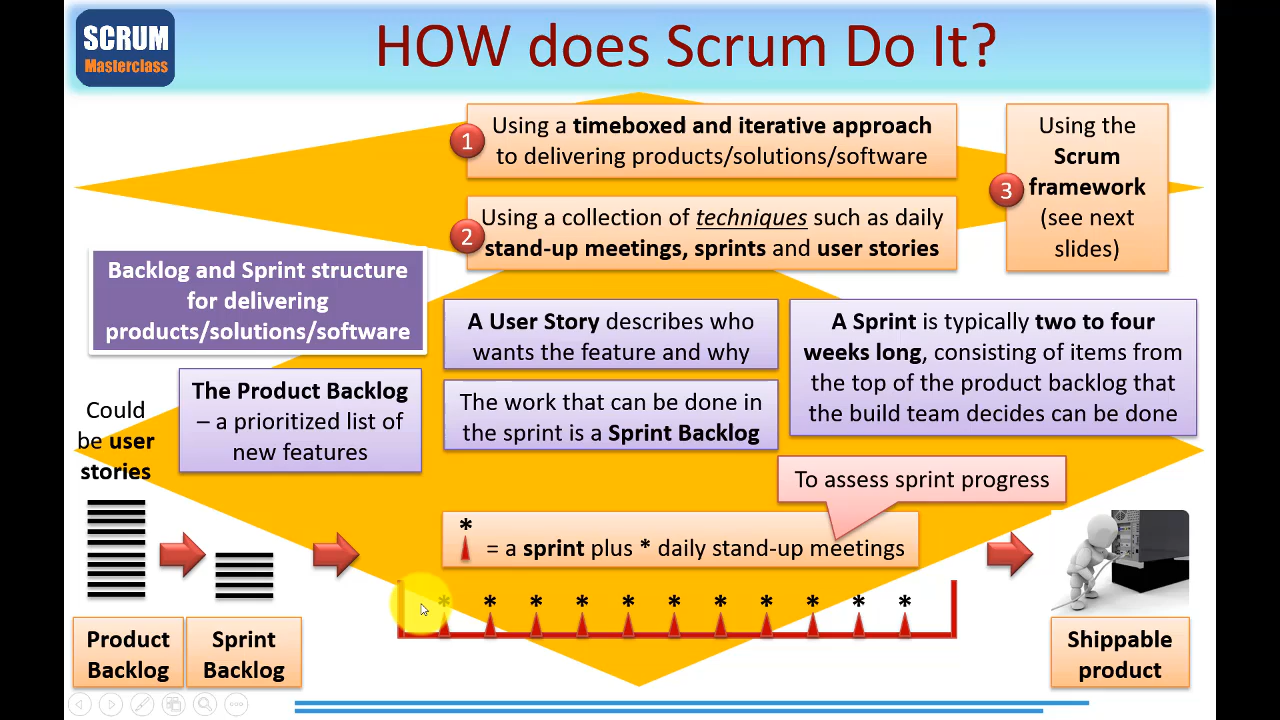 SCRUM
Masterclass
HOW does Scrum Do It?
1
Using a timeboxed and iterative approach
to delivering products/solutions/software
2
Using a collection of techniques such as daily
stand-up meetings, sprints and user stories
3
Using the
Scrum
framework
(see next
slides)
Backlog and Sprint structure
for delivering
products/solutions/software
A User Story describes who
wants the feature and why
A Sprint is typically two to four
weeks long, consisting of items from
the top of the product backlog that
the build team decides can be done
The Product Backlog
– a prioritized list of
new features
The work that can be done in
the sprint is a Sprint Backlog
Could
be user
stories
To assess sprint progress
*
= a sprint plus * daily stand-up meetings
* * * * * * * * * * *
Product
Backlog
Sprint
Backlog
Shippable
product